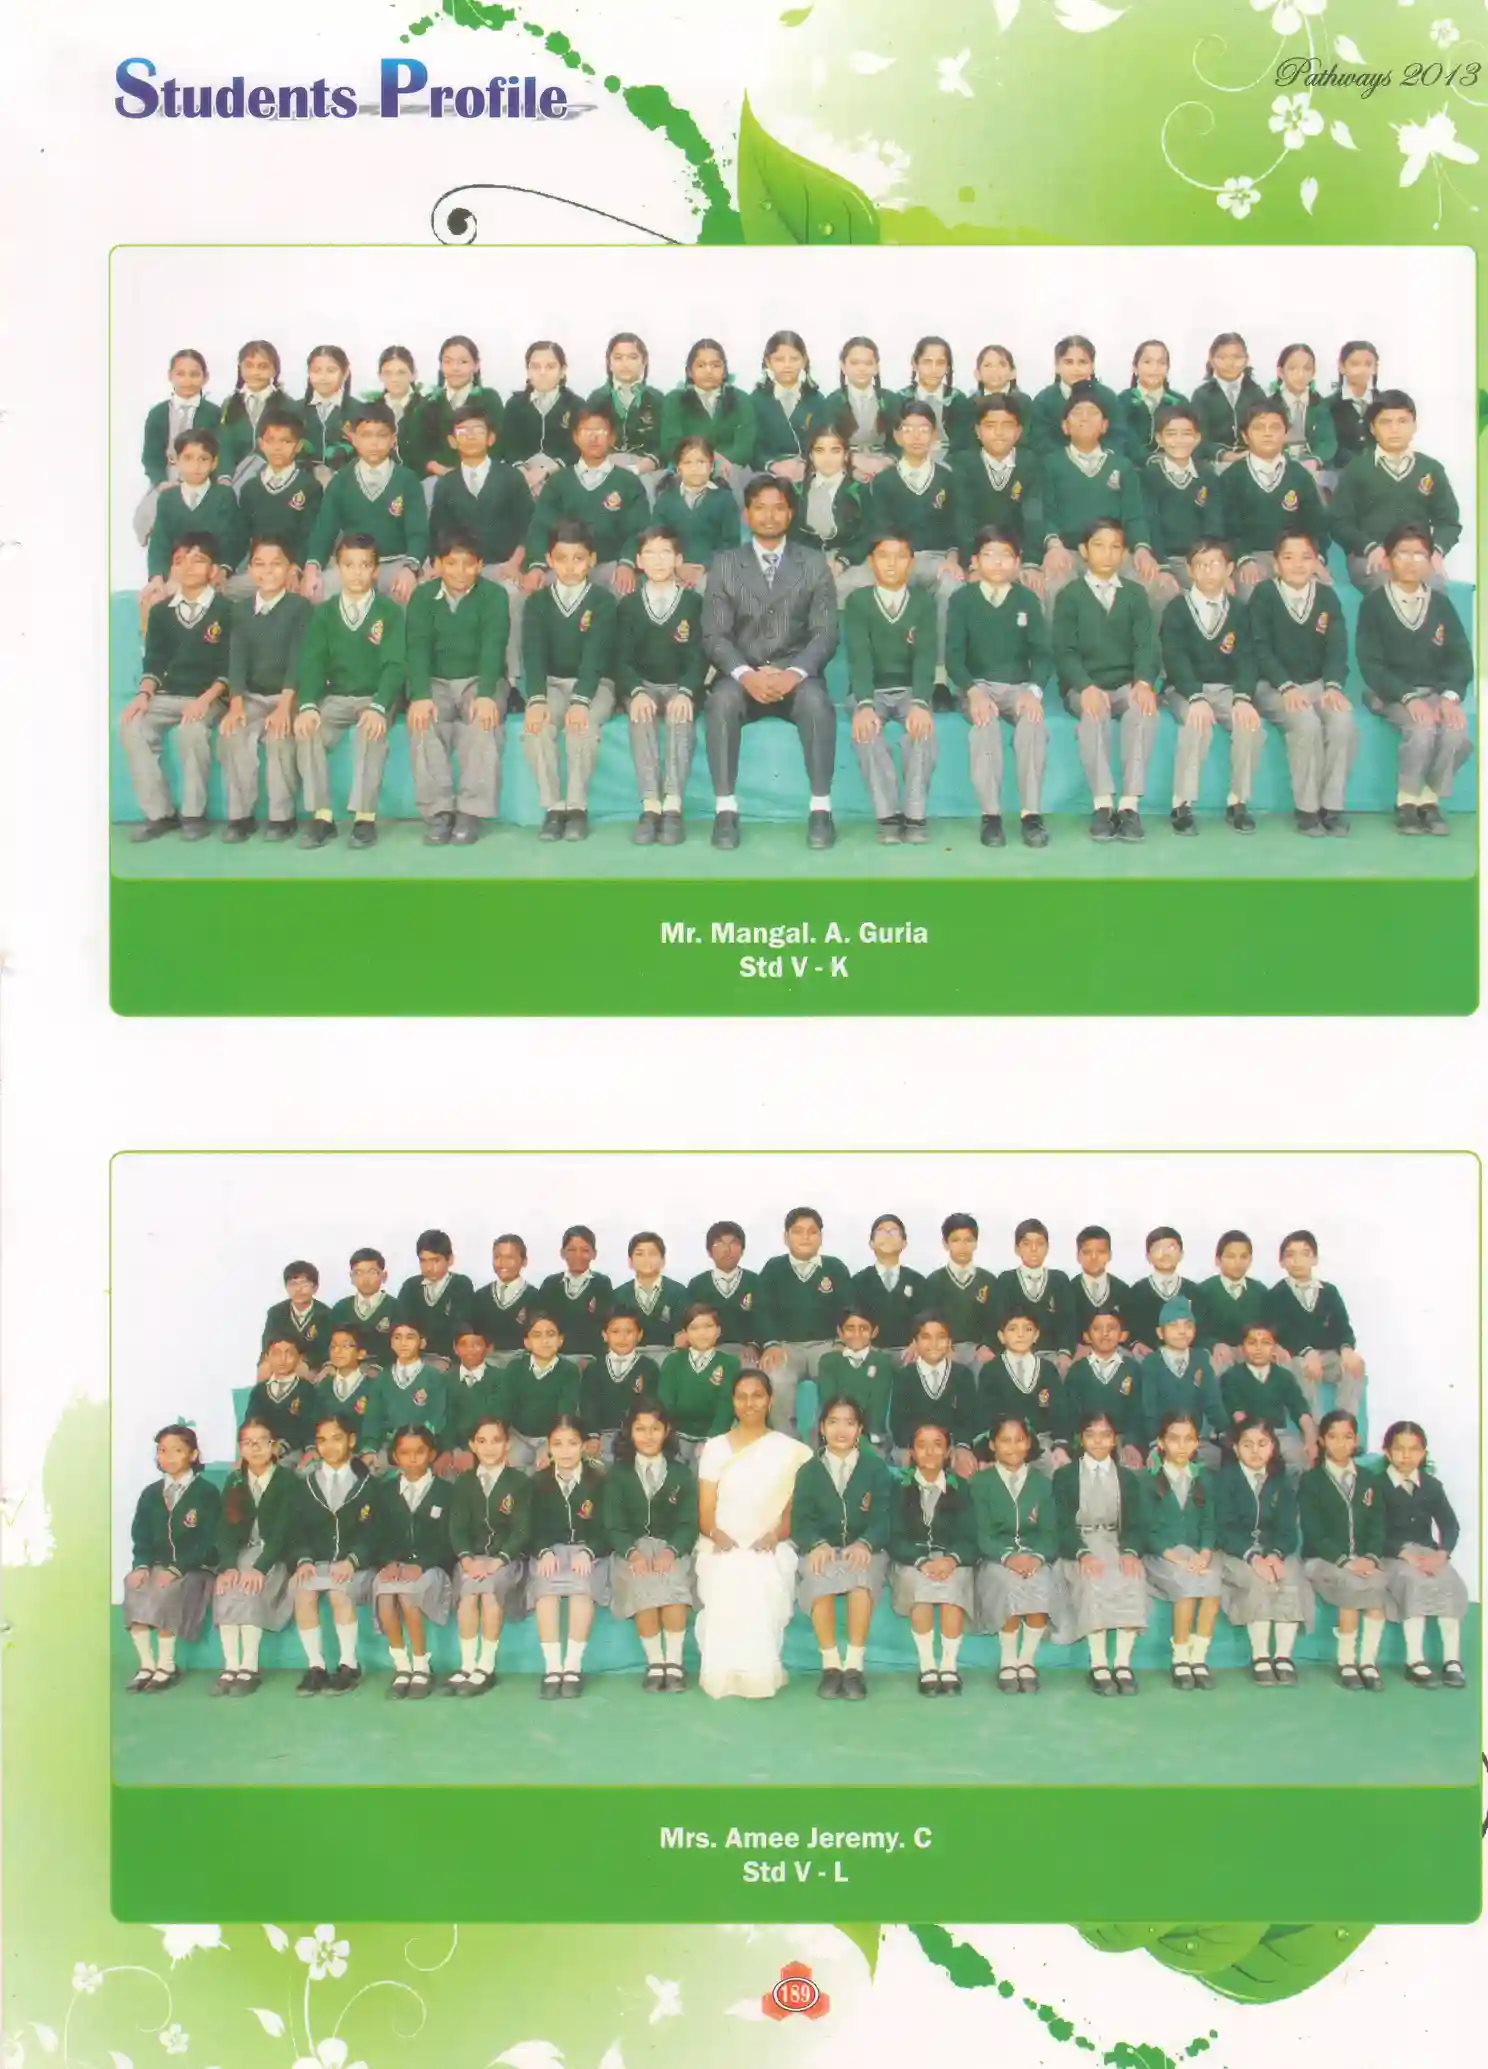 Students Profile
Pathways 2013
Mr. Mangal. A. Guria
Std V - K
Mrs. Amee Jeremy. C
Std V - L
189